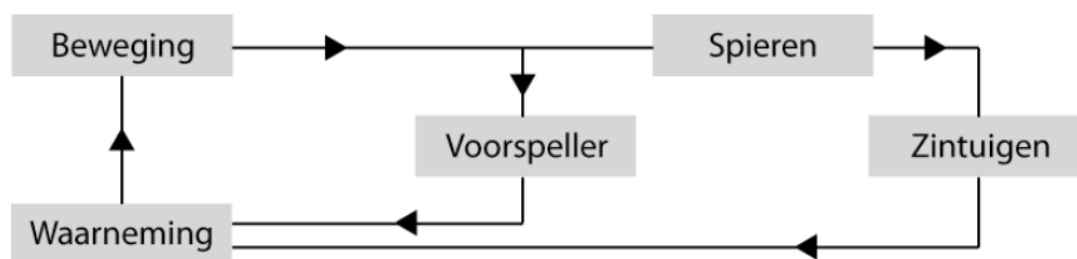 Beweging
Spieren
Voorspeller
Zintuigen
Waarneming